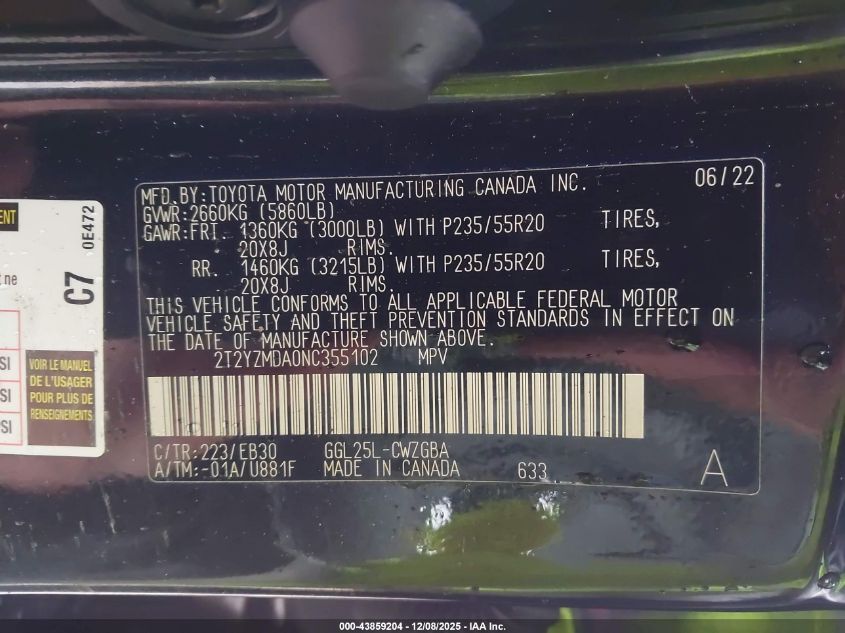 MFD.BY:TOYOTA MOTOR MANUFACTURING CANADA INC. 06/22
GVWR:2660KG (5860LB)
GAWR:FRT. 1360KG (3000LB) WITH P235/55R20 TIRES,
20X8J RIMS.
RR. 1460KG (3215LB) WITH P235/55R20 TIRES,
20X8J RIMS.
THIS VEHICLE CONFORMS TO ALL APPLICABLE FEDERAL MOTOR
VEHICLE SAFETY AND THEFT PREVENTION STANDARDS IN EFFECT ON
THE DATE OF MANUFACTURE SHOWN ABOVE.
2T2YZMDA0NC355102 MPV
C/TR:223/EB30 GGL25L-CWZGBA
A/TM:-01A/U881F MADE IN CANADA 633 A
C7 0E472
VOIR LE MANUEL
DE L'USAGER
POUR PLUS DE
RENSEIGNEMENTS
000-43859204 - 12/08/2025 - IAA Inc.